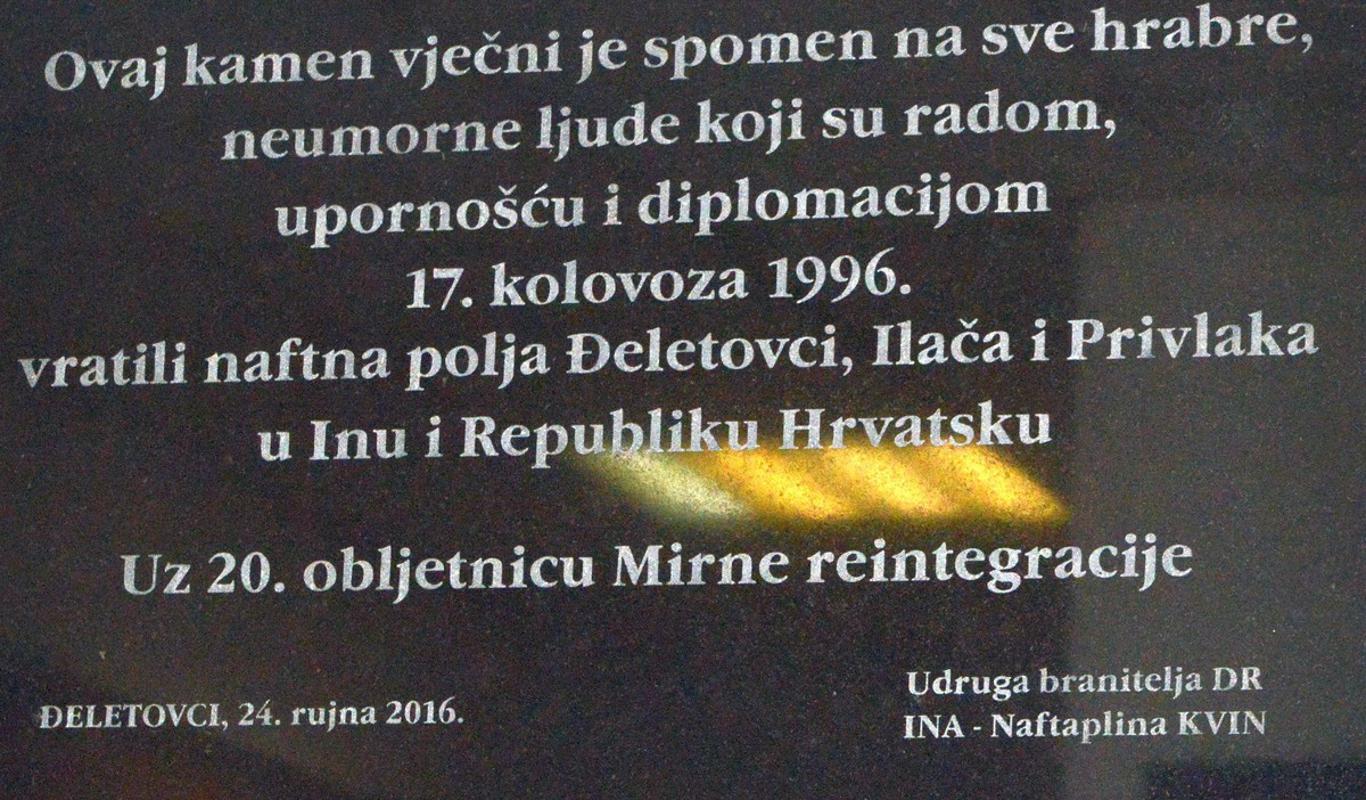 Ovaj kamen vječni je spomen na sve hrabre,
neumorne ljude koji su radom,
upornošću i diplomacijom
17. kolovoza 1996.
vratili naftna polja Đeletovci, Ilača i Privlaka
u Inu i Republiku Hrvatsku
Uz 20. obljetnicu Mirne reintegracije
ĐELETOVCI, 24. rujna 2016.
Udruga branitelja DR
INA - Naftaplina KVIN